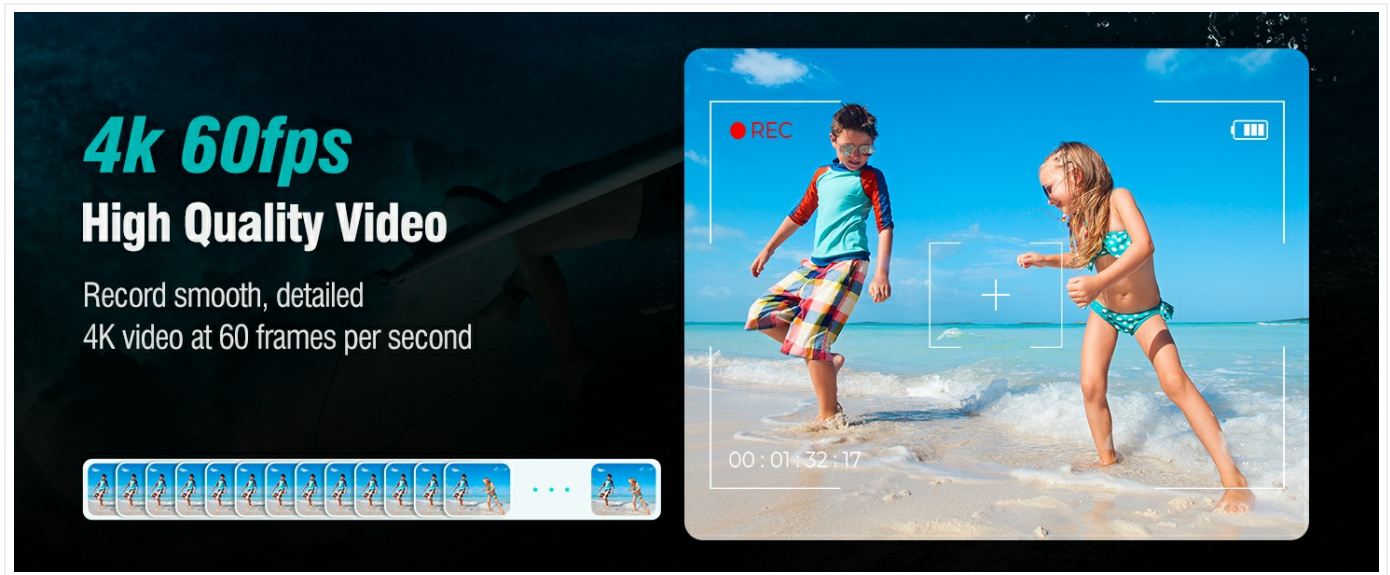 4k 60fps
High Quality Video
Record smooth, detailed
4K video at 60 frames per second
REC
00 : 01 : 32 : 17